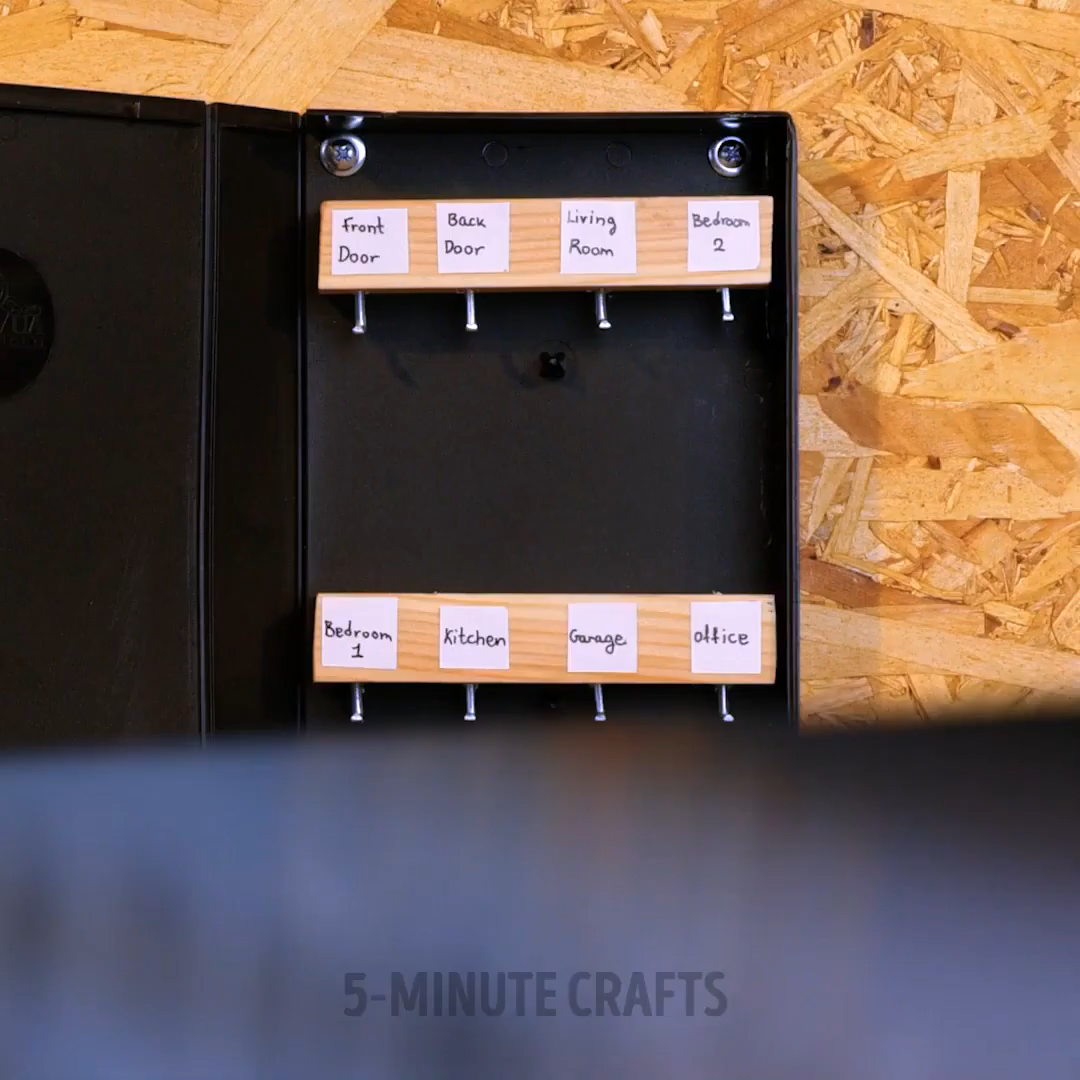 Front
Door
Back
Door
Living
Room
Bedroom
2
Bedroom
1
Kitchen
Garage
office
5-MINUTE CRAFTS